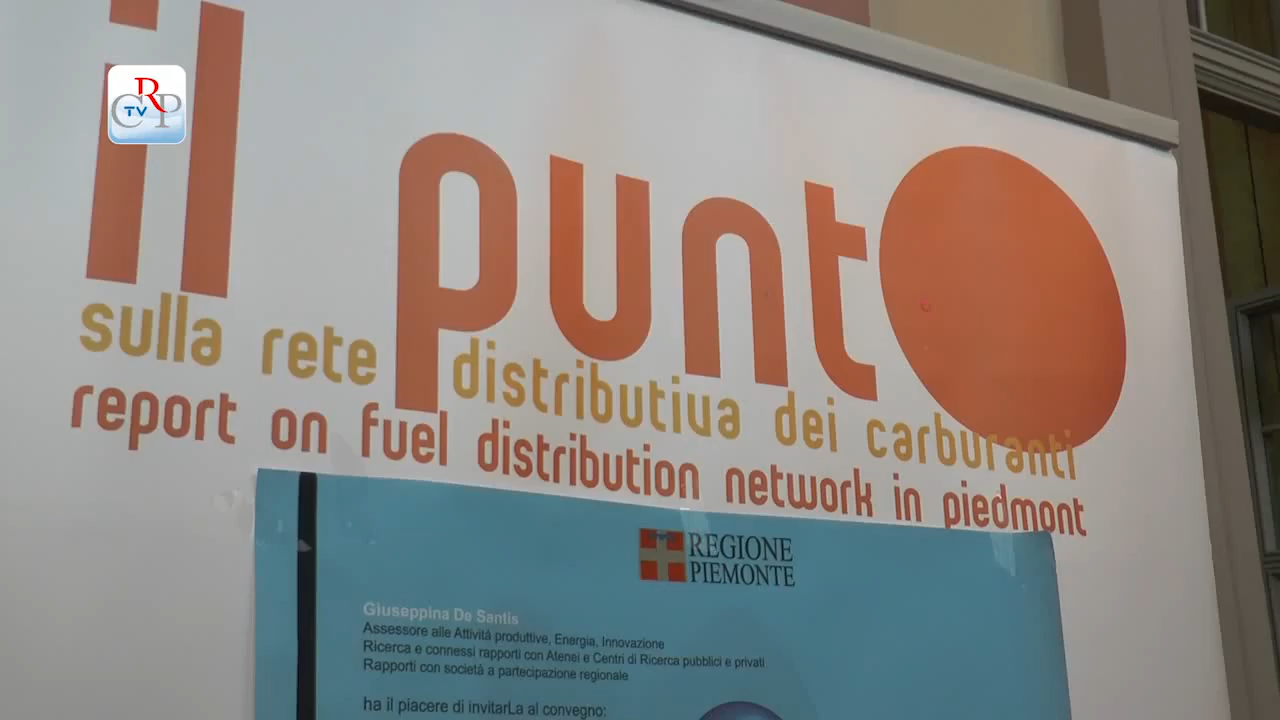 CRP
TV
il punto
sulla rete distributiva dei carburanti
report on fuel distribution network in piedmont
REGIONE
PIEMONTE
Giuseppina De Santis
Assessore alle Attività produttive, Energia, Innovazione
Ricerca e connessi rapporti con Atenei e Centri di Ricerca pubblici e privati
Rapporti con società a partecipazione regionale
ha il piacere di invitarLa al convegno: